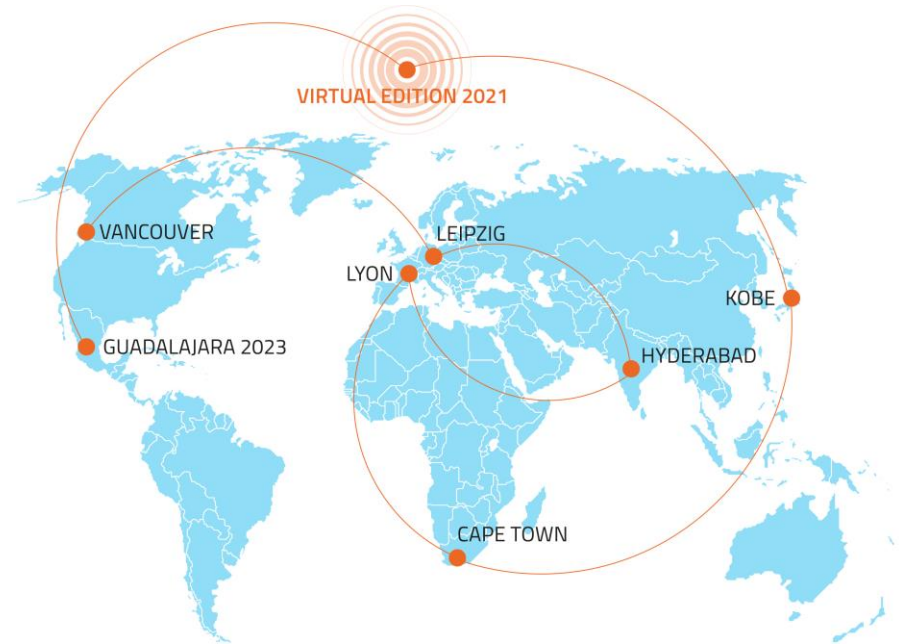 VIRTUAL EDITION 2021
VANCOUVER
LEIPZIG
LYON
KOBE
GUADALAJARA 2023
HYDERABAD
CAPE TOWN